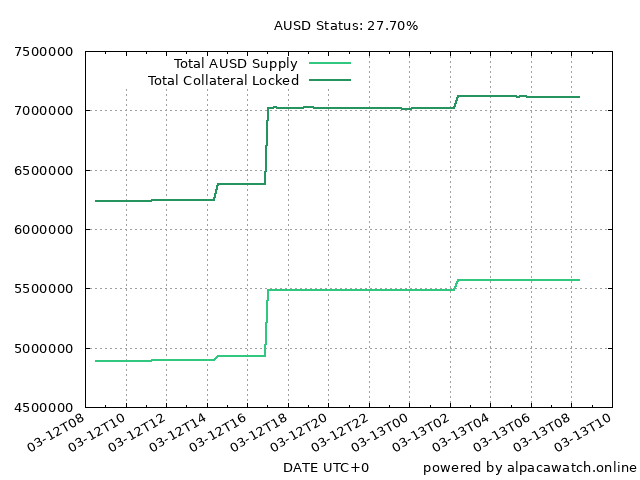 AUSD Status: 27.70%
7500000
7000000
6500000
6000000
5500000
5000000
4500000
Total AUSD Supply
Total Collateral Locked
03-12T08
03-12T10
03-12T12
03-12T14
03-12T16
03-12T18
03-12T20
03-12T22
03-13T00
03-13T02
03-13T04
03-13T06
03-13T08
03-13T10
DATE UTC+0
powered by alpacawatch.online